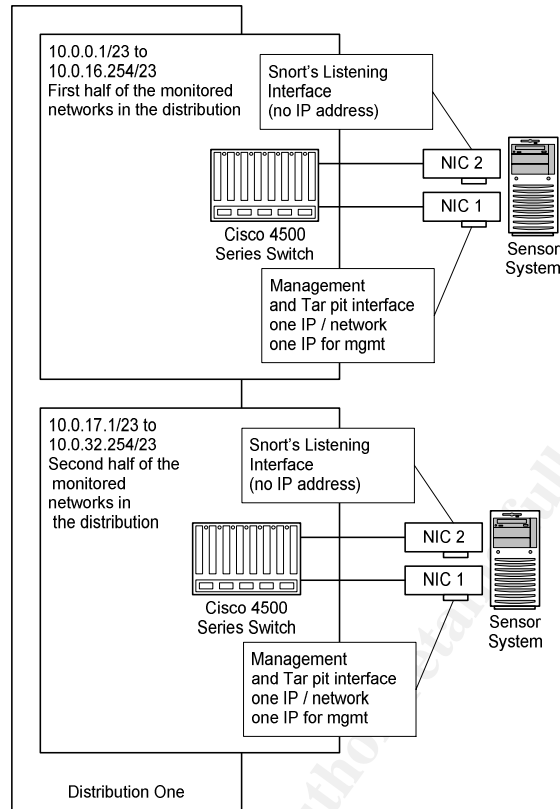 10.0.0.1/23 to
10.0.16.254/23
First half of the monitored
networks in the distribution
Snort's Listening
Interface
(no IP address)
NIC 2
NIC 1
Cisco 4500
Series Switch
Sensor
System
Management
and Tar pit interface
one IP / network
one IP for mgmt
10.0.17.1/23 to
10.0.32.254/23
Second half of the
monitored
networks in
the distribution
Snort's Listening
Interface
(no IP address)
NIC 2
NIC 1
Cisco 4500
Series Switch
Sensor
System
Management
and Tar pit interface
one IP / network
one IP for mgmt
Distribution One